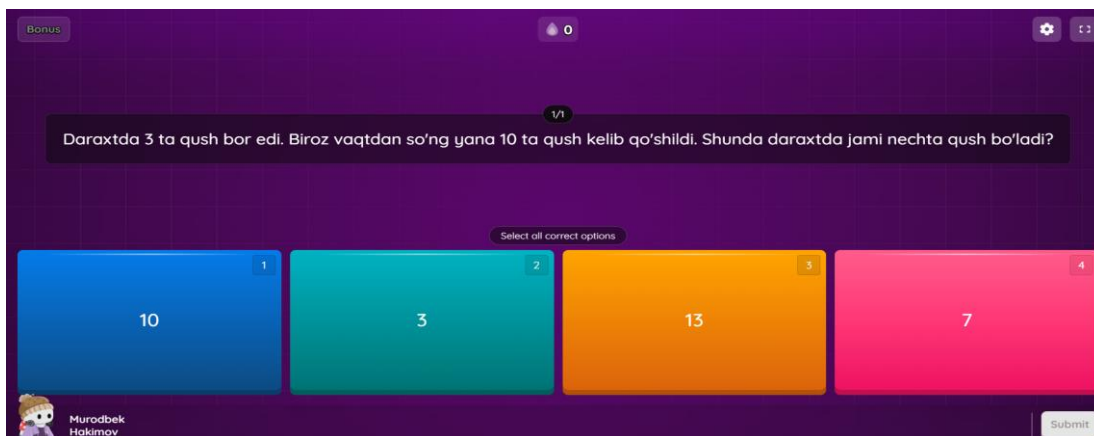 Bonus
0
1/1
Daraxtda 3 ta qush bor edi. Biroz vaqtdan so'ng yana 10 ta qush kelib qo'shildi. Shunda daraxtda jami nechta qush bo'ladi?
Select all correct options
1
10
2
3
3
13
4
7
Murodbek
Hakimov
Submit